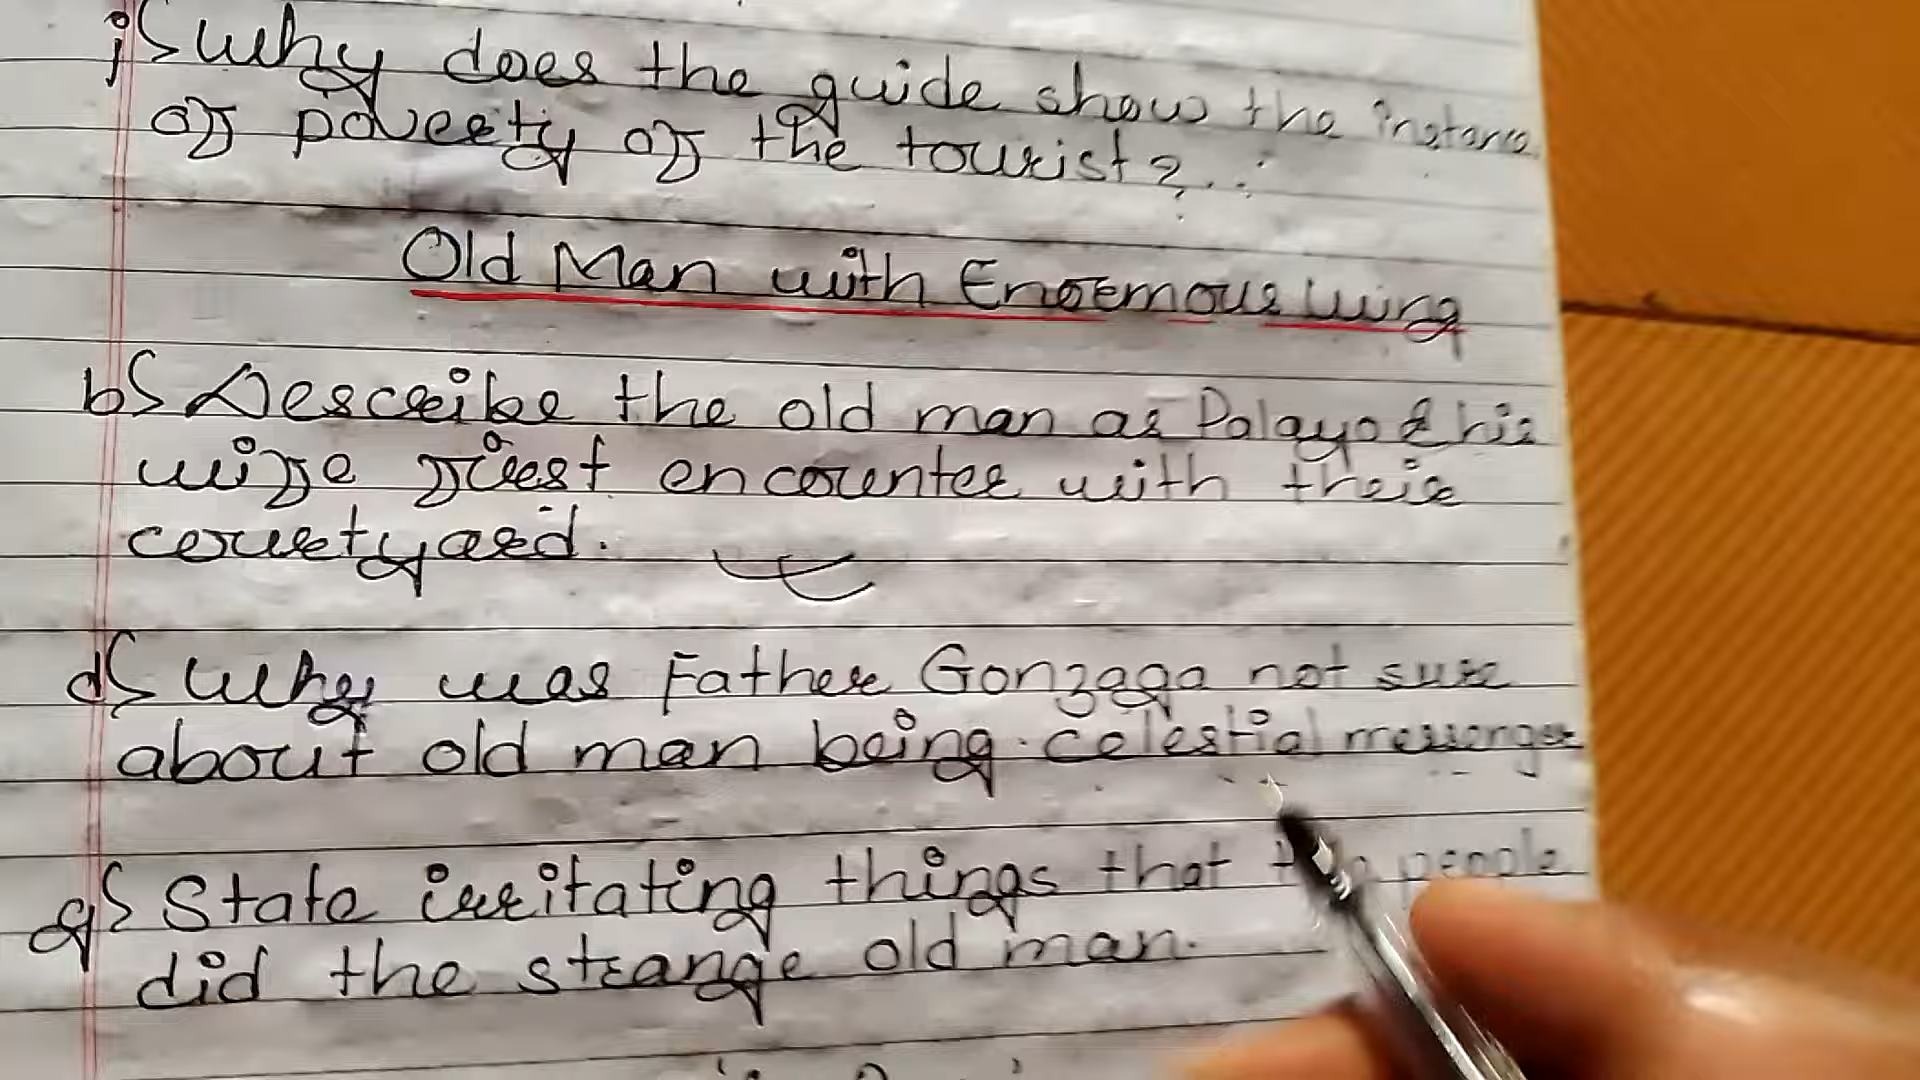 j) Why does the guide show the instance
of poverty of the tourist?
Old Man with Enormous Wing
b) Describe the old man as Palayo & his
wife first encounter with their
courtyard.
d) Why was Father Gonzaga not sure
about old man being celestial messenger
g) State irritating things that the people
did the strange old man.